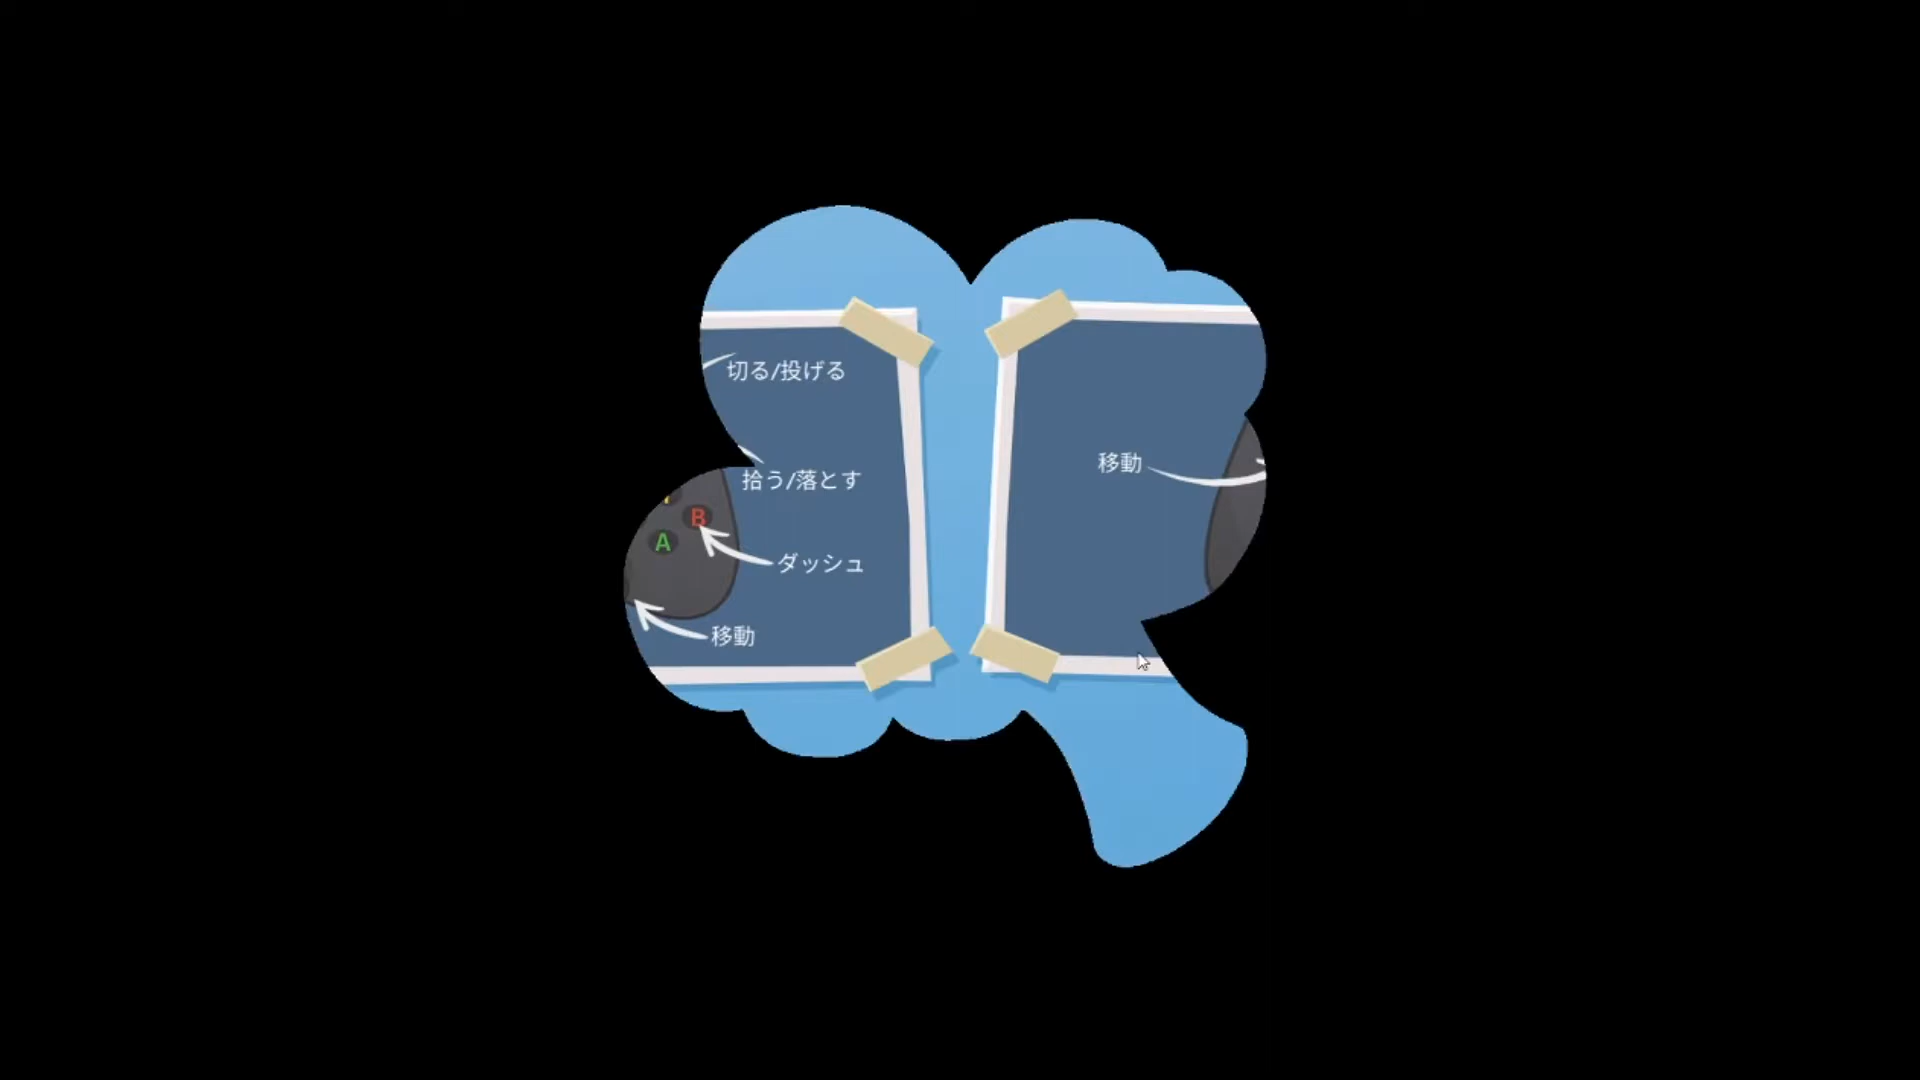 切る/投げる
拾う/落とす
B
A
ダッシュ
移動
移動